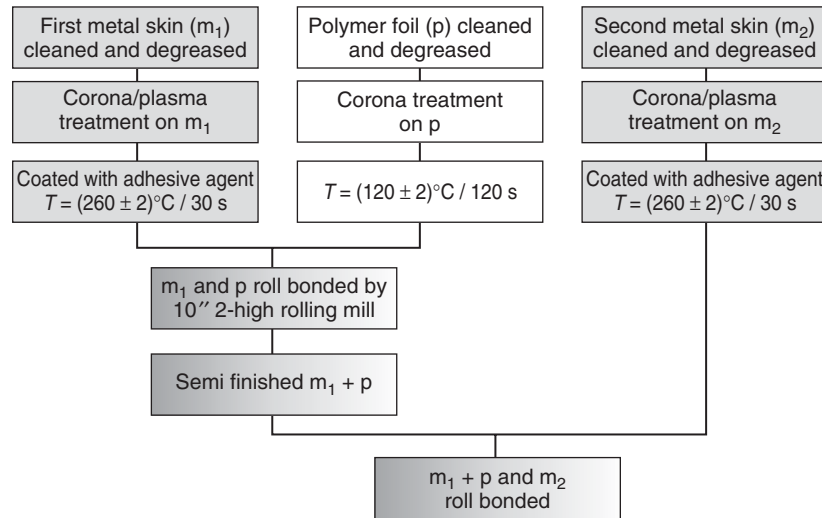 First metal skin (m₁)
cleaned and degreased
Polymer foil (p) cleaned
and degreased
Second metal skin (m₂)
cleaned and degreased
Corona/plasma
treatment on m₁
Corona treatment
on p
Corona/plasma
treatment on m₂
Coated with adhesive agent
T = (260 ± 2)°C / 30 s
T = (120 ± 2)°C / 120 s
Coated with adhesive agent
T = (260 ± 2)°C / 30 s
m₁ and p roll bonded by
10″ 2-high rolling mill
Semi finished m₁ + p
m₁ + p and m₂
roll bonded